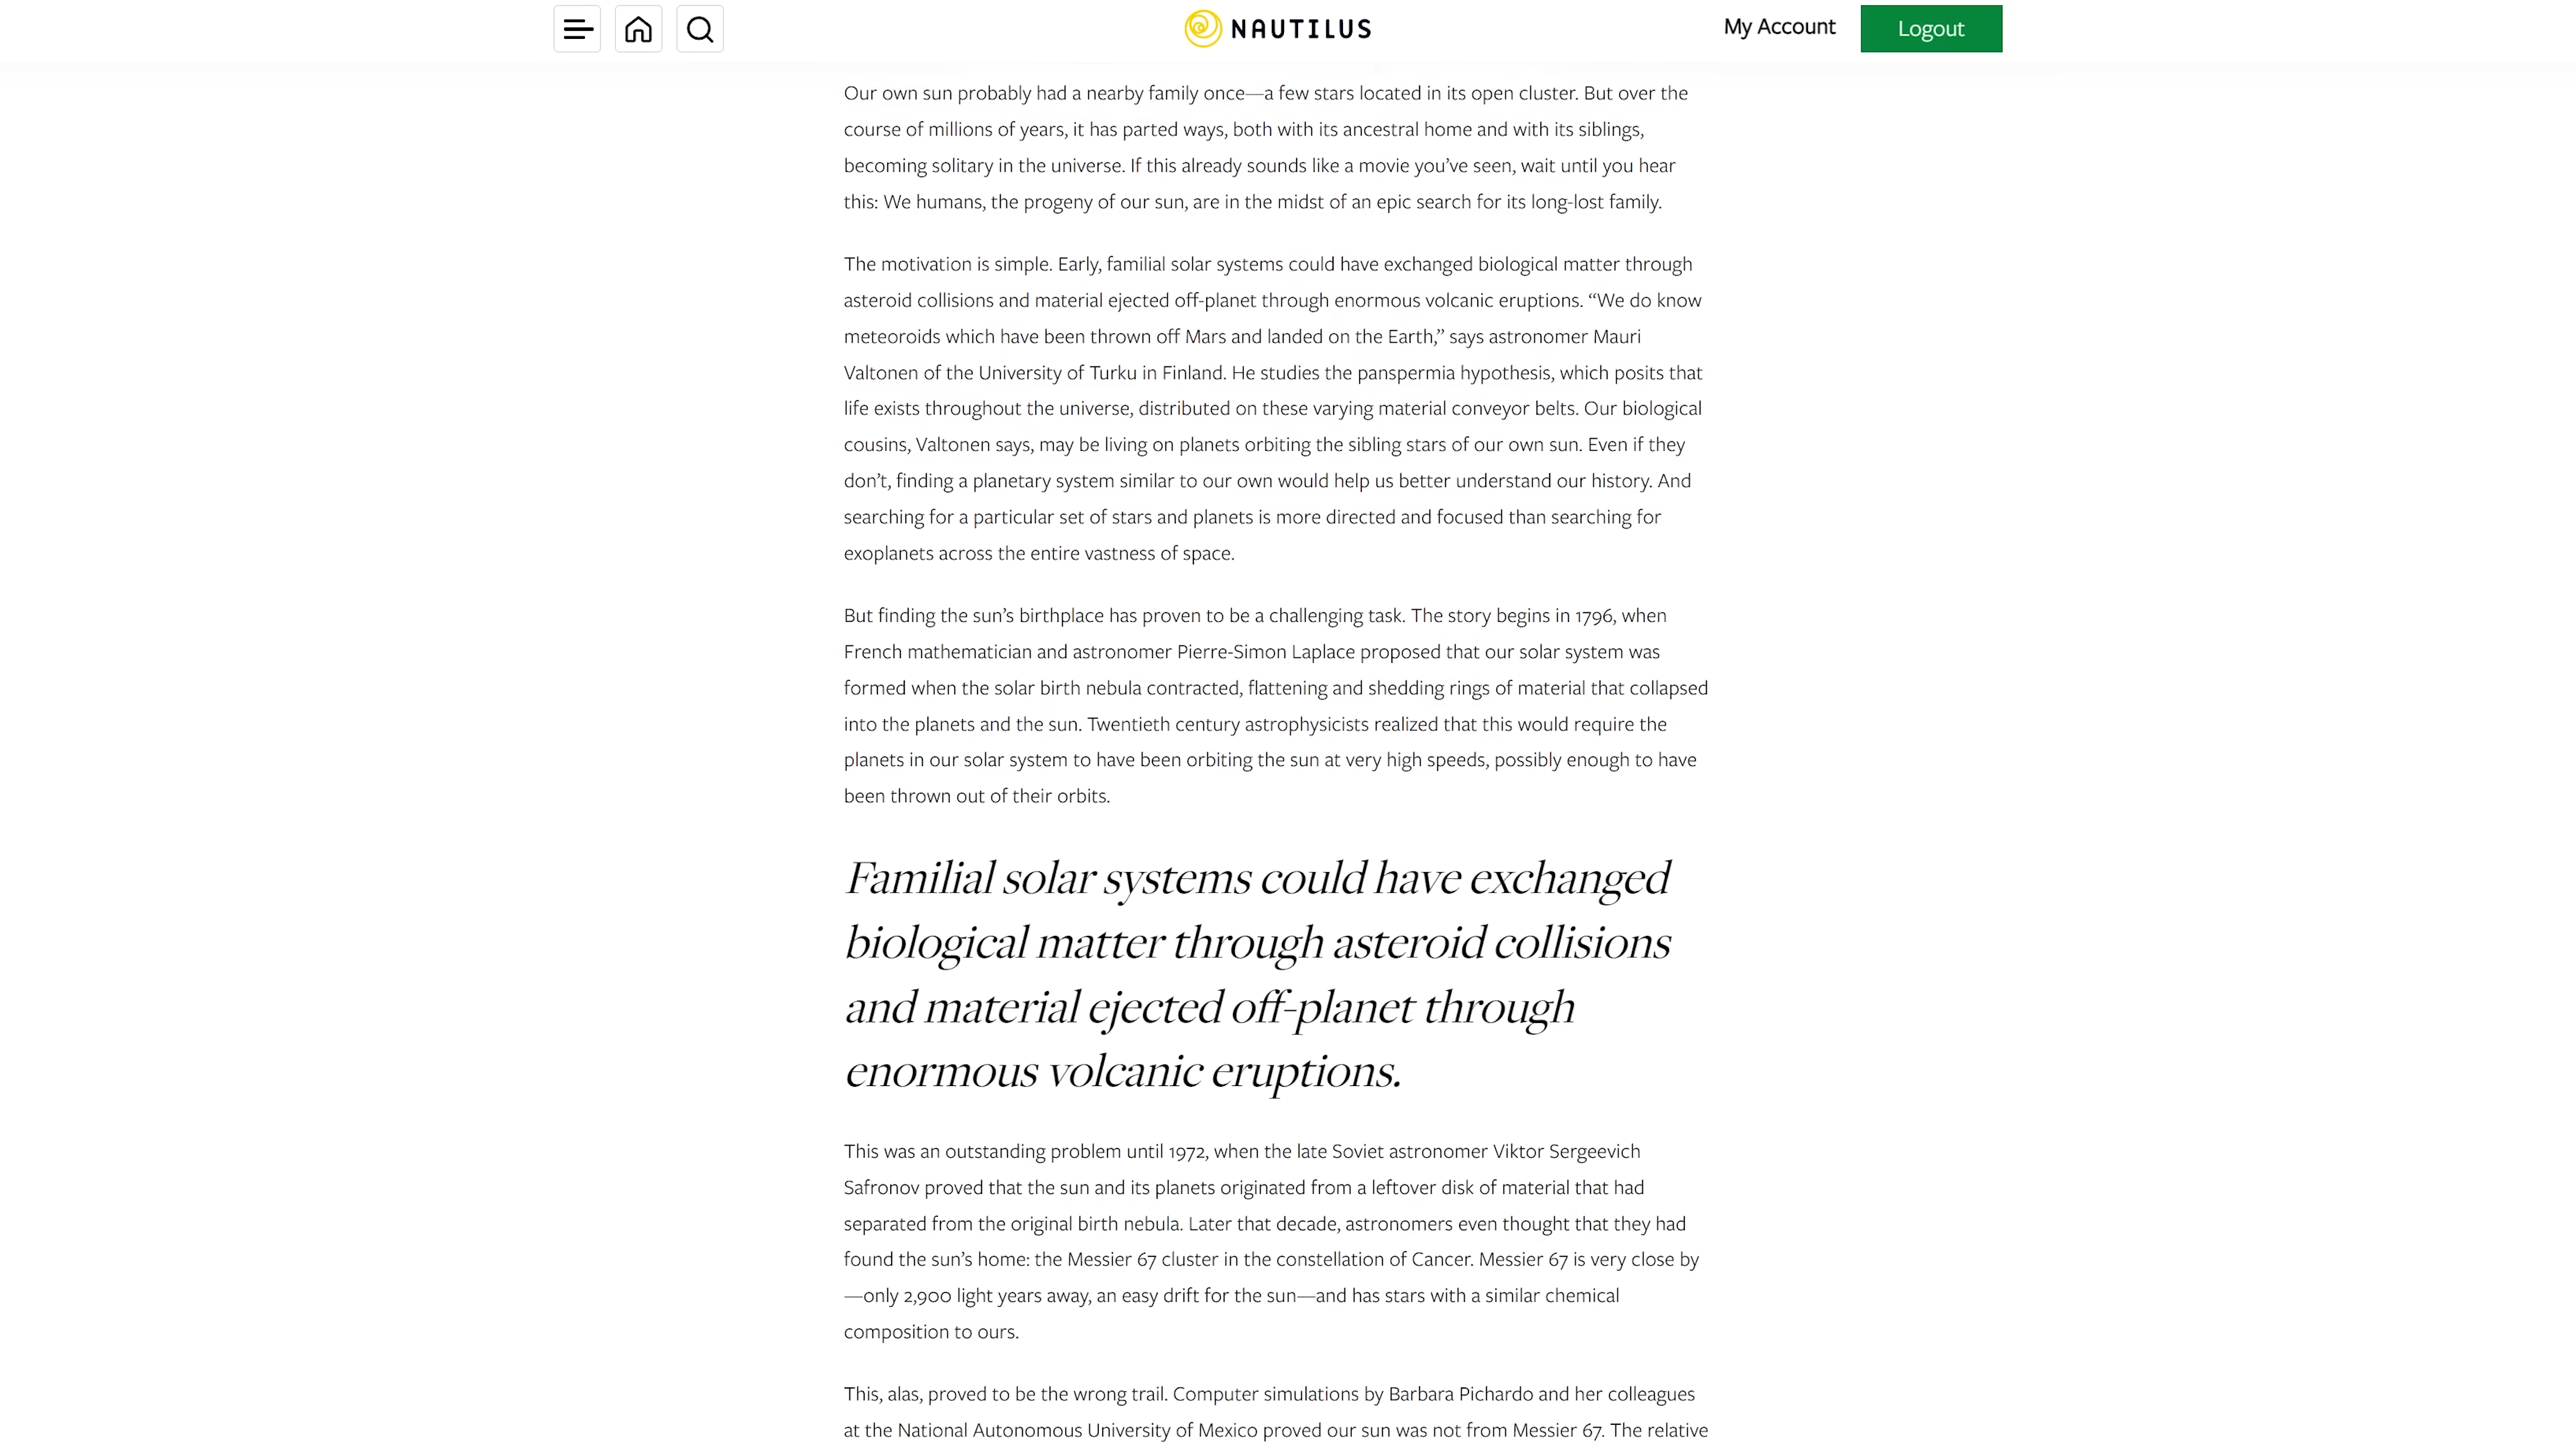 NAUTILUS
My Account
Logout
Our own sun probably had a nearby family once—a few stars located in its open cluster. But over the
course of millions of years, it has parted ways, both with its ancestral home and with its siblings,
becoming solitary in the universe. If this already sounds like a movie you’ve seen, wait until you hear
this: We humans, the progeny of our sun, are in the midst of an epic search for its long-lost family.
The motivation is simple. Early, familial solar systems could have exchanged biological matter through
asteroid collisions and material ejected off-planet through enormous volcanic eruptions. “We do know
meteoroids which have been thrown off Mars and landed on the Earth,” says astronomer Mauri
Valtonen of the University of Turku in Finland. He studies the panspermia hypothesis, which posits that
life exists throughout the universe, distributed on these varying material conveyor belts. Our biological
cousins, Valtonen says, may be living on planets orbiting the sibling stars of our own sun. Even if they
don’t, finding a planetary system similar to our own would help us better understand our history. And
searching for a particular set of stars and planets is more directed and focused than searching for
exoplanets across the entire vastness of space.
But finding the sun’s birthplace has proven to be a challenging task. The story begins in 1796, when
French mathematician and astronomer Pierre-Simon Laplace proposed that our solar system was
formed when the solar birth nebula contracted, flattening and shedding rings of material that collapsed
into the planets and the sun. Twentieth century astrophysicists realized that this would require the
planets in our solar system to have been orbiting the sun at very high speeds, possibly enough to have
been thrown out of their orbits.
Familial solar systems could have exchanged
biological matter through asteroid collisions
and material ejected off-planet through
enormous volcanic eruptions.
This was an outstanding problem until 1972, when the late Soviet astronomer Viktor Sergeevich
Safronov proved that the sun and its planets originated from a leftover disk of material that had
separated from the original birth nebula. Later that decade, astronomers even thought that they had
found the sun’s home: the Messier 67 cluster in the constellation of Cancer. Messier 67 is very close by
—only 2,900 light years away, an easy drift for the sun—and has stars with a similar chemical
composition to ours.
This, alas, proved to be the wrong trail. Computer simulations by Barbara Pichardo and her colleagues
at the National Autonomous University of Mexico proved our sun was not from Messier 67. The relative